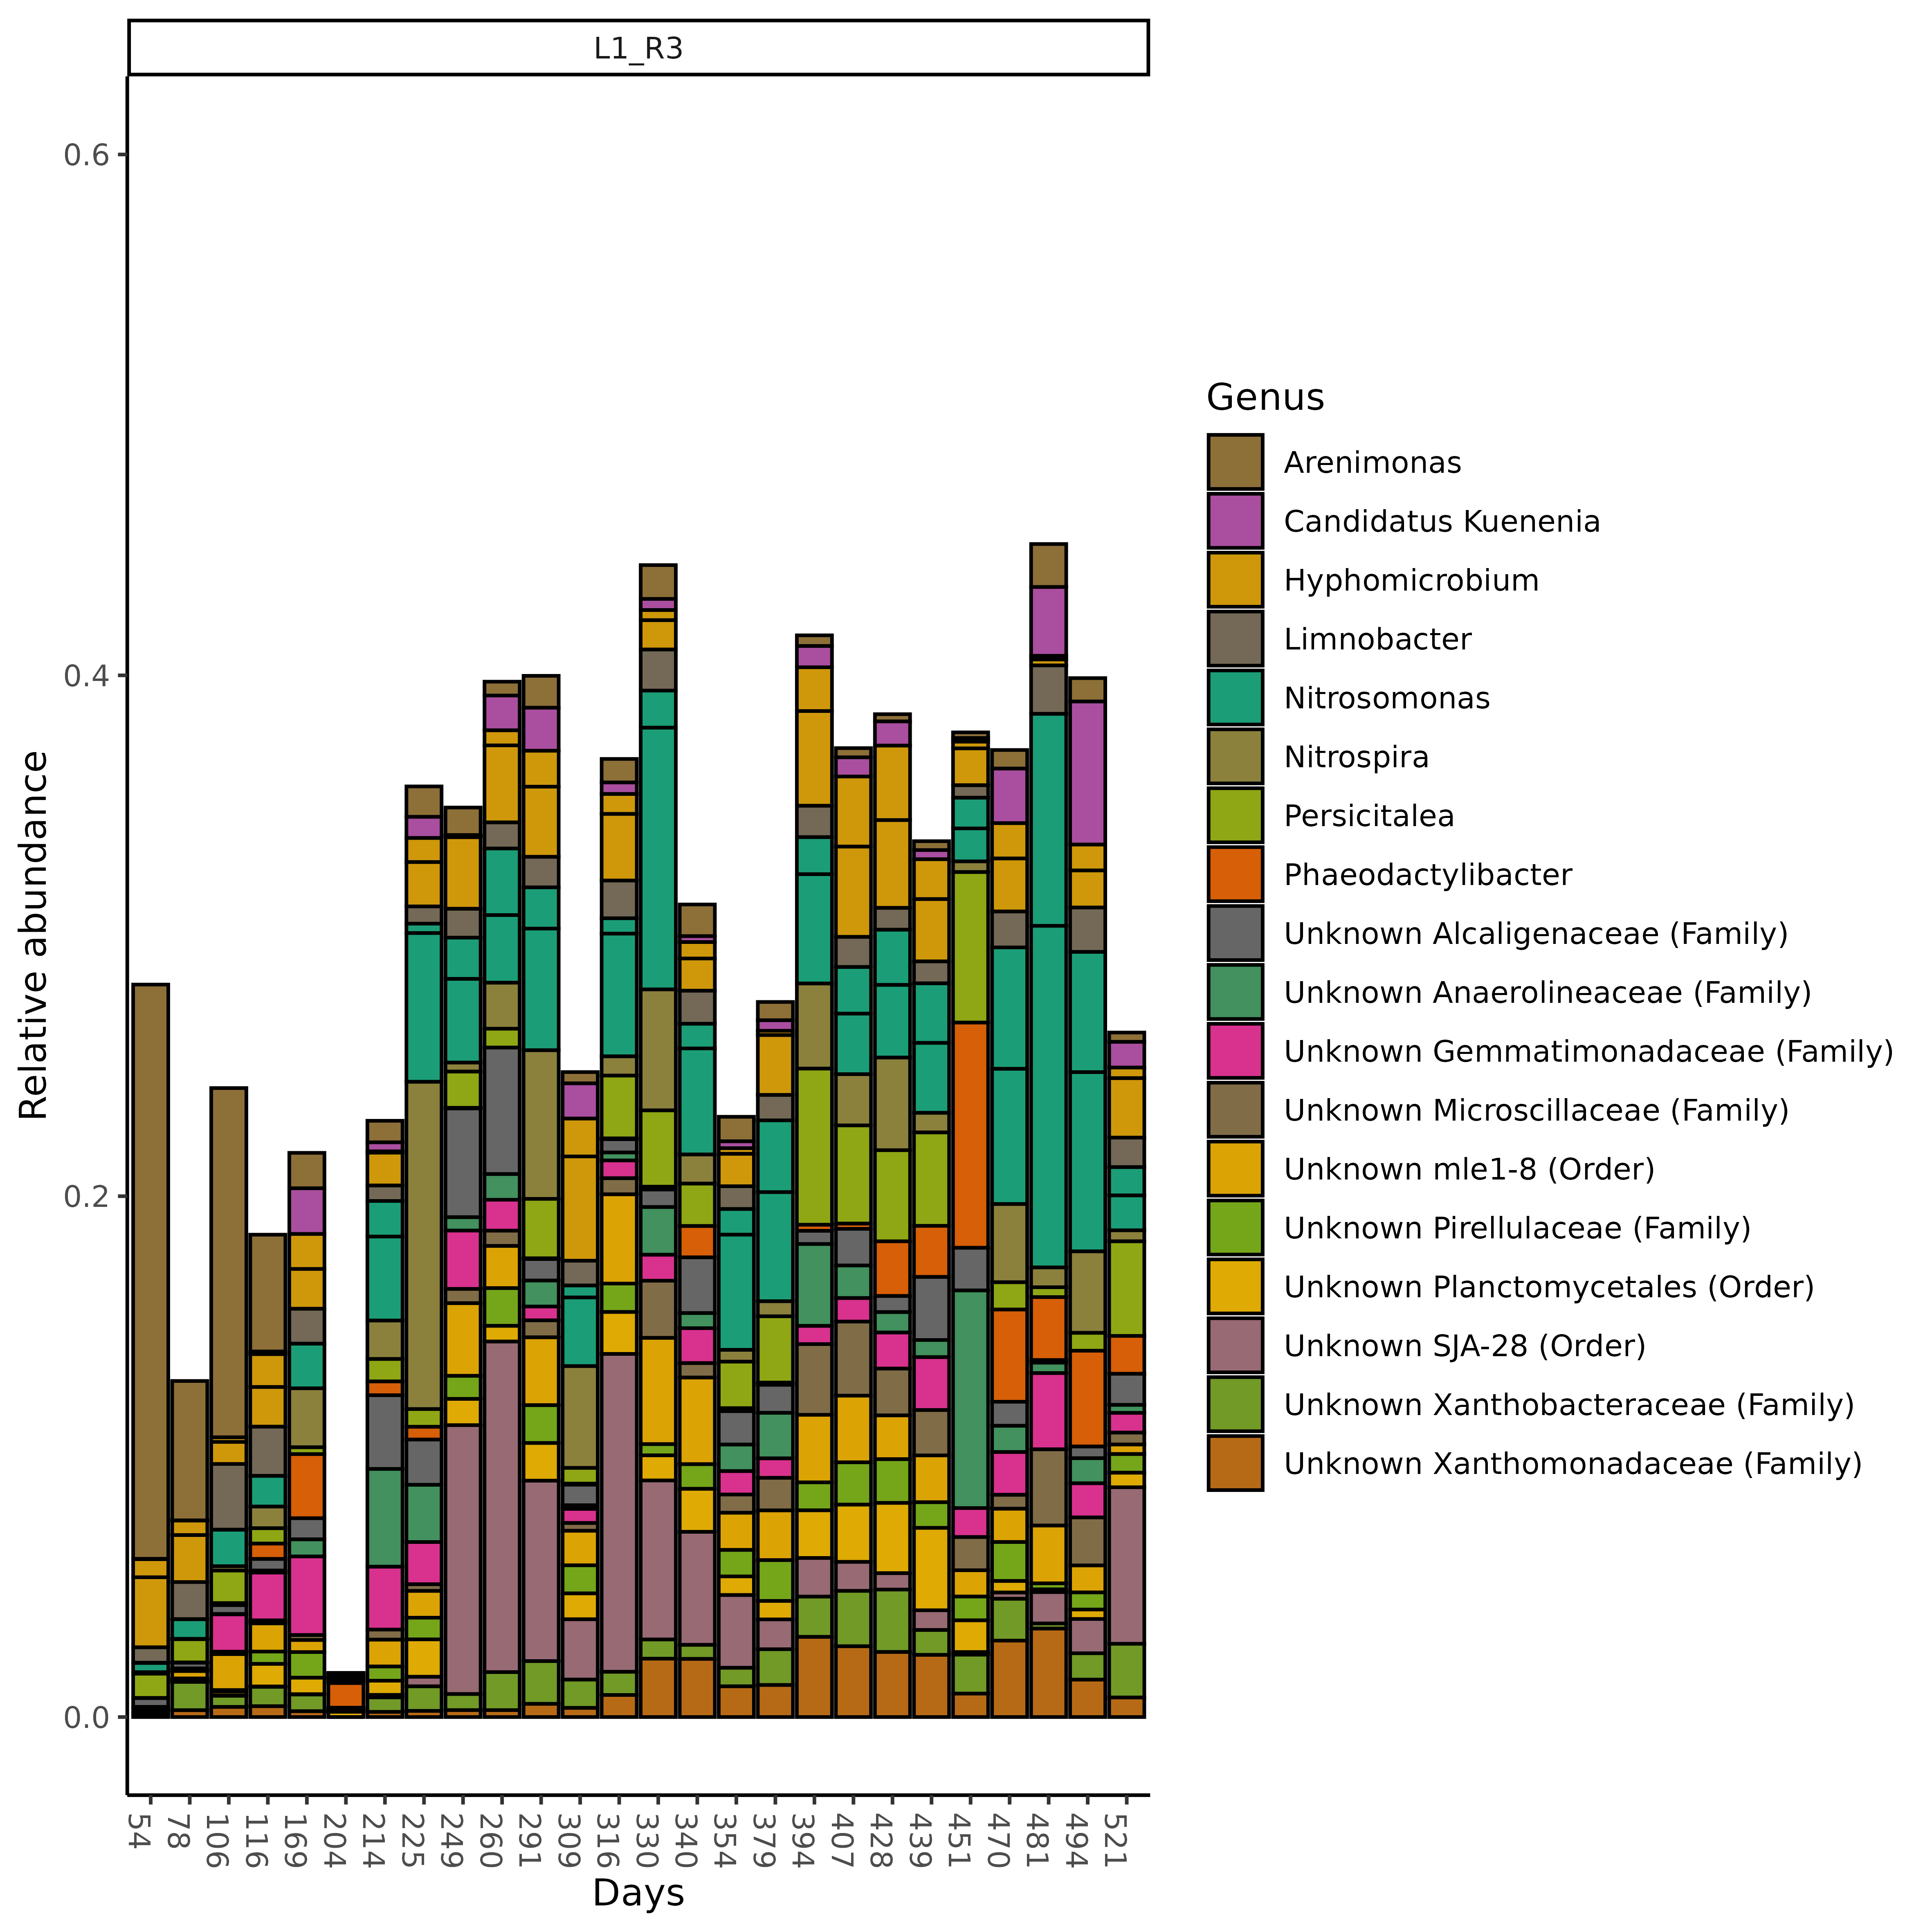 L1_R3
0.6
0.4
0.2
0.0
Relative abundance
54 78 106 116 169 204 214 225 249 260 291 309 316 330 340 354 379 394 407 428 439 451 470 481 494 521
Days
Genus
Arenimonas
Candidatus Kuenenia
Hyphomicrobium
Limnobacter
Nitrosomonas
Nitrospira
Persicitalea
Phaeodactylibacter
Unknown Alcaligenaceae (Family)
Unknown Anaerolineaceae (Family)
Unknown Gemmatimonadaceae (Family)
Unknown Microscillaceae (Family)
Unknown mle1-8 (Order)
Unknown Pirellulaceae (Family)
Unknown Planctomycetales (Order)
Unknown SJA-28 (Order)
Unknown Xanthobacteraceae (Family)
Unknown Xanthomonadaceae (Family)